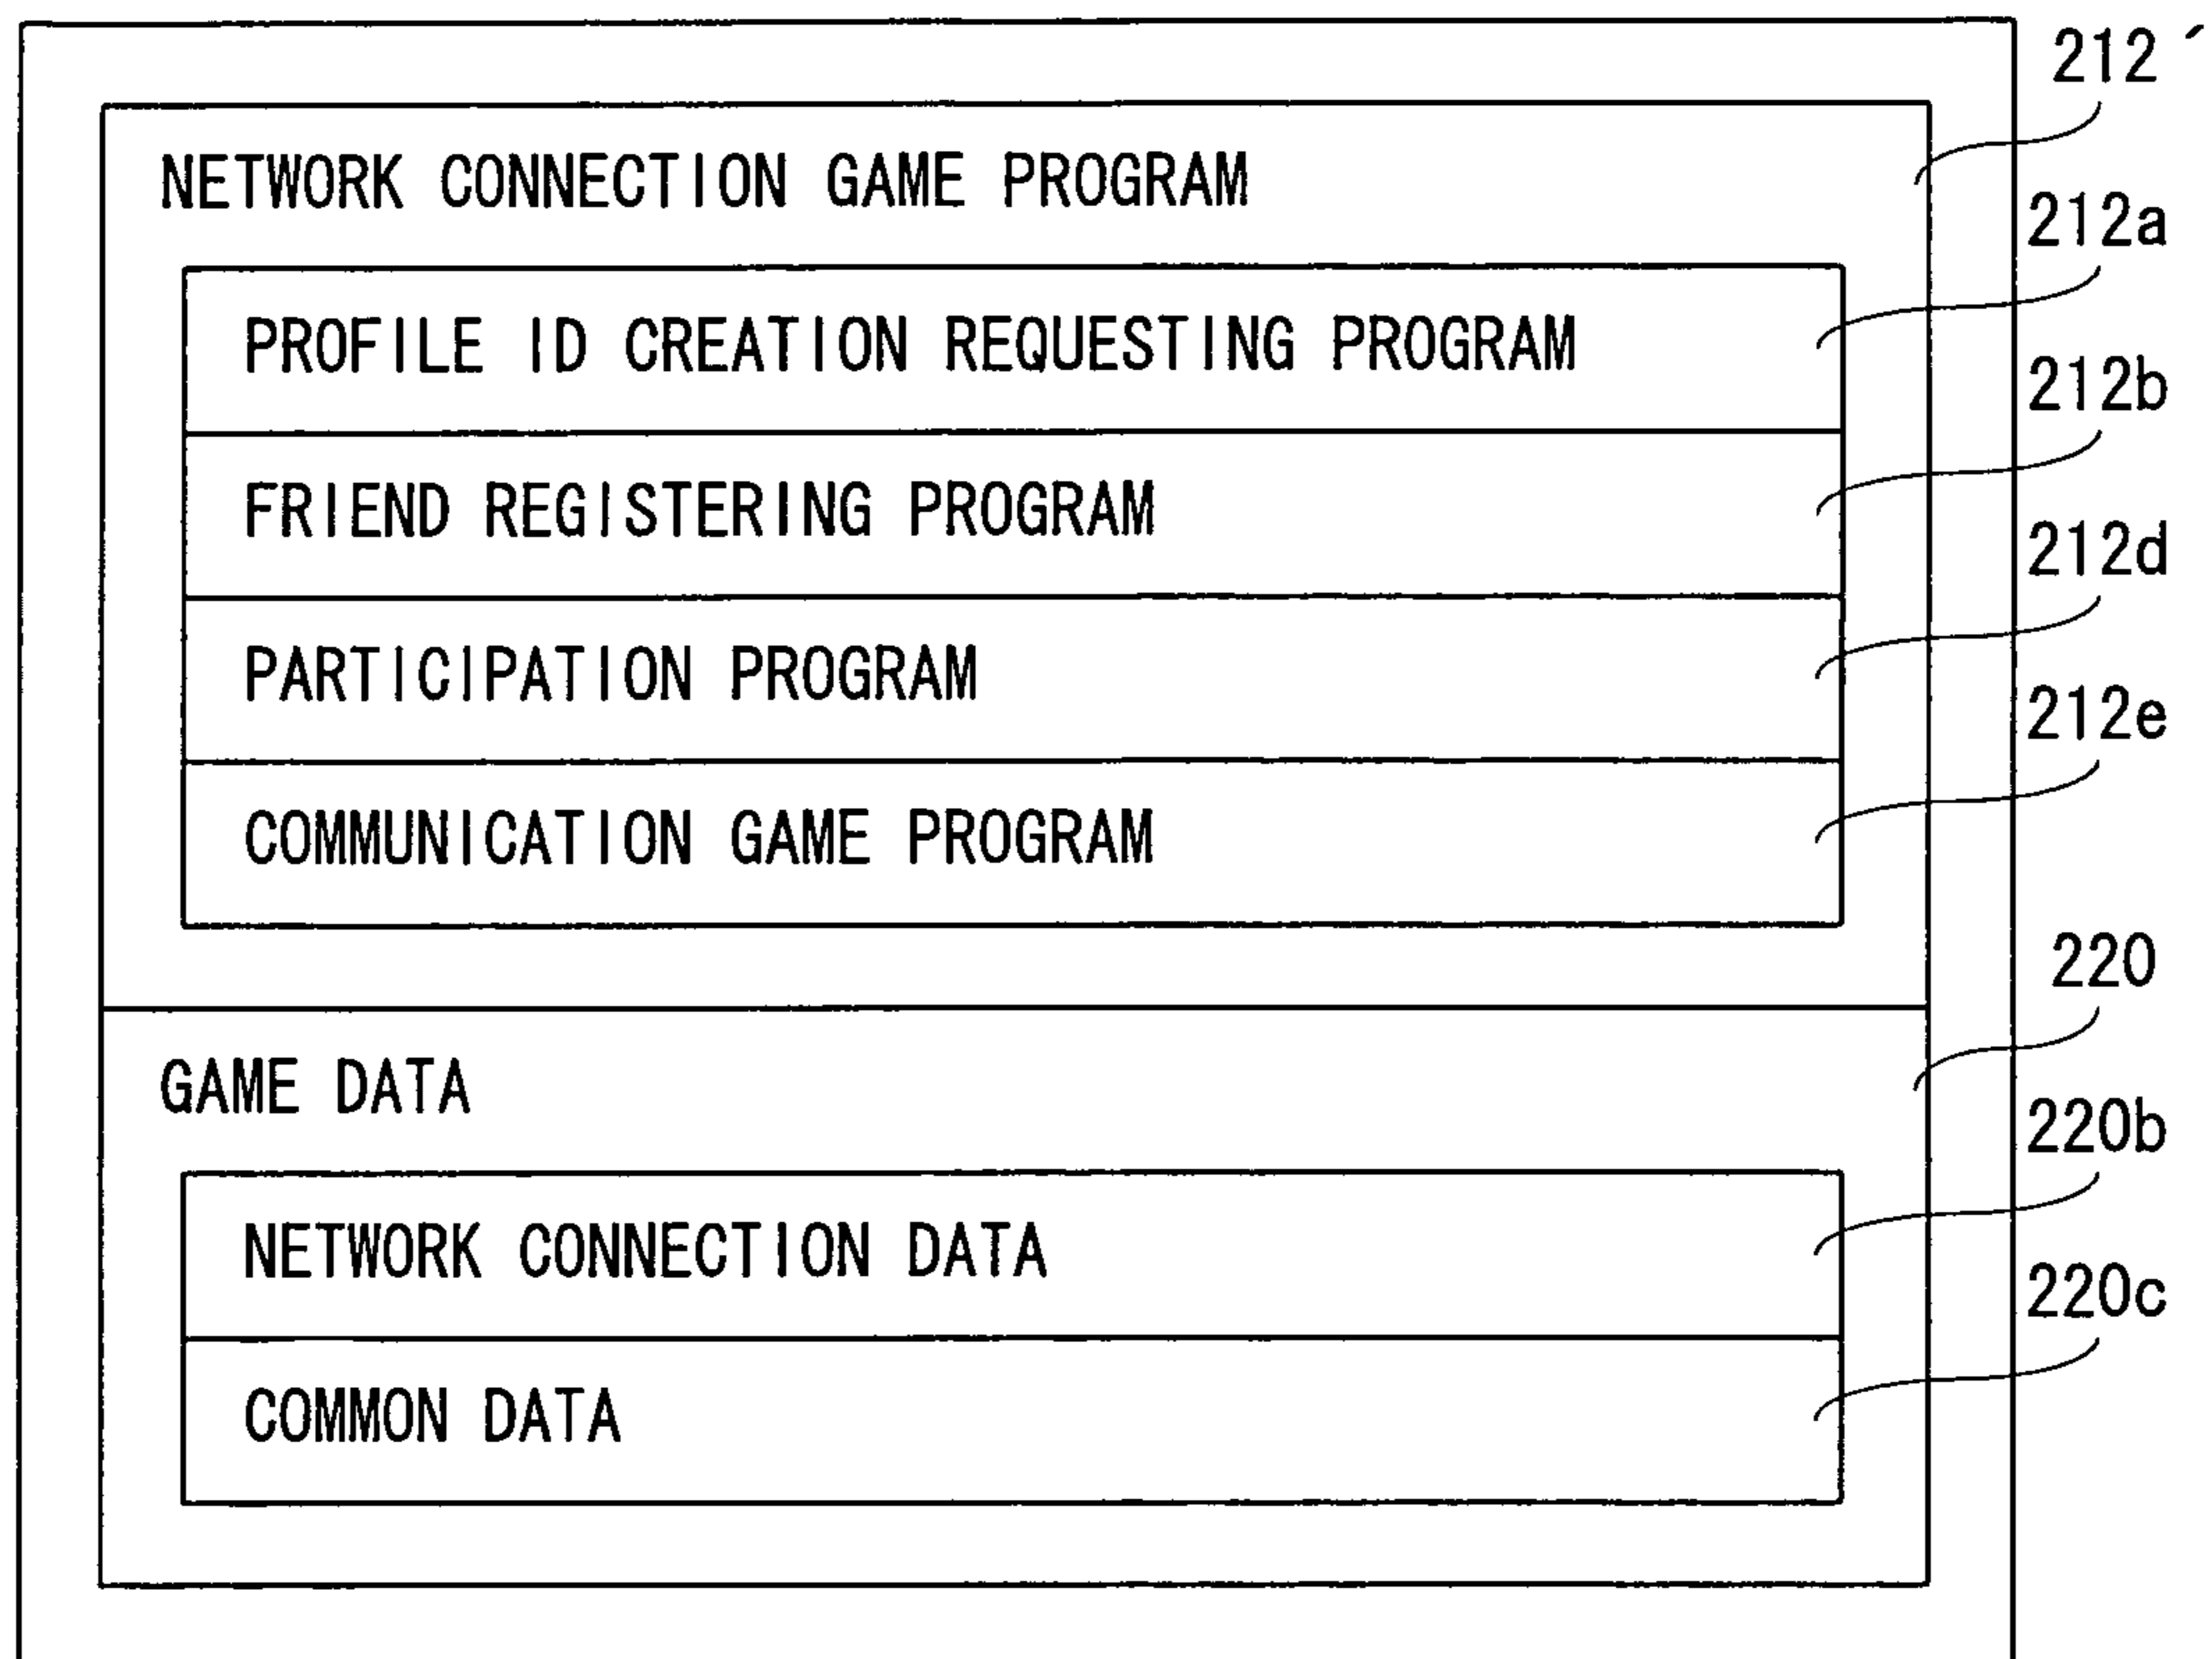 212´
NETWORK CONNECTION GAME PROGRAM
212a
PROFILE ID CREATION REQUESTING PROGRAM
212b
FRIEND REGISTERING PROGRAM
212d
PARTICIPATION PROGRAM
212e
COMMUNICATION GAME PROGRAM
220
GAME DATA
220b
NETWORK CONNECTION DATA
220c
COMMON DATA